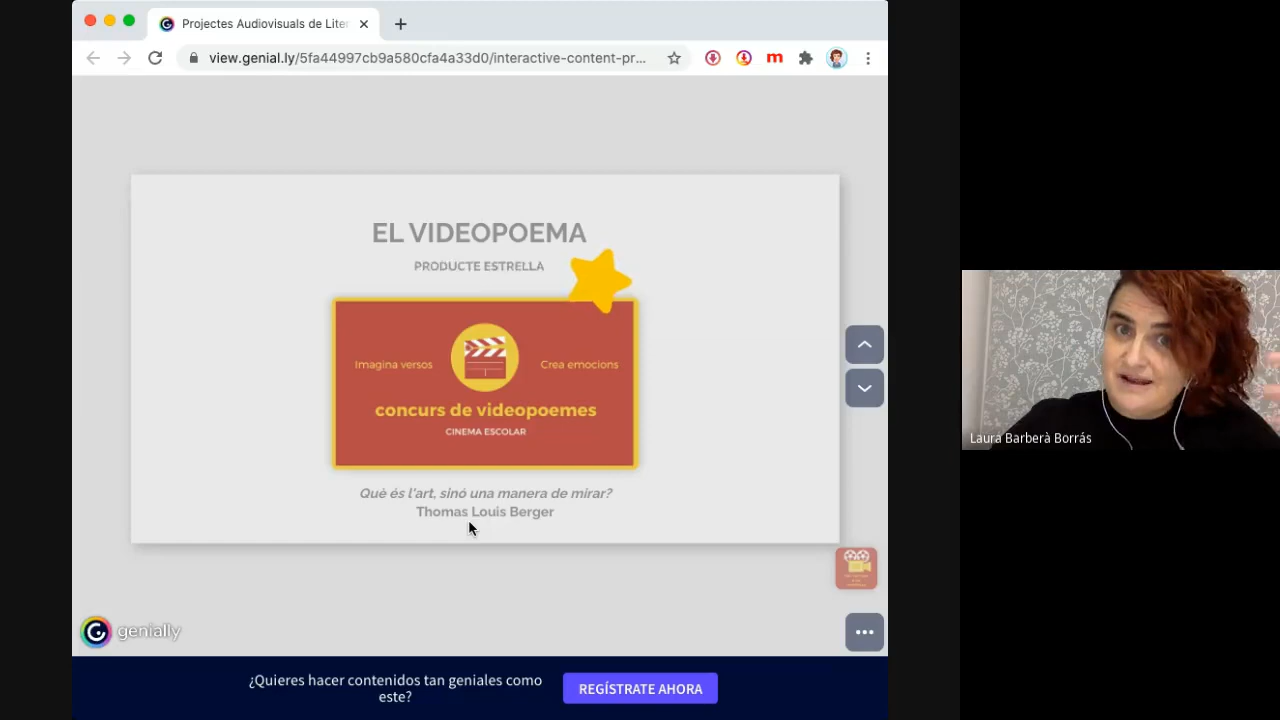 Projectes Audiovisuals de Liter
view.genial.ly/5fa44997cb9a580cfa4a33d0/interactive-content-pr...
m
EL VIDEOPOEMA
PRODUCTE ESTRELLA
Imagina versos
Crea emocions
concurs de videopoemes
CINEMA ESCOLAR
Què és l'art, sinó una manera de mirar?
Thomas Louis Berger
Laura Barberà Borrás
genially
¿Quieres hacer contenidos tan geniales como
este?
REGÍSTRATE AHORA